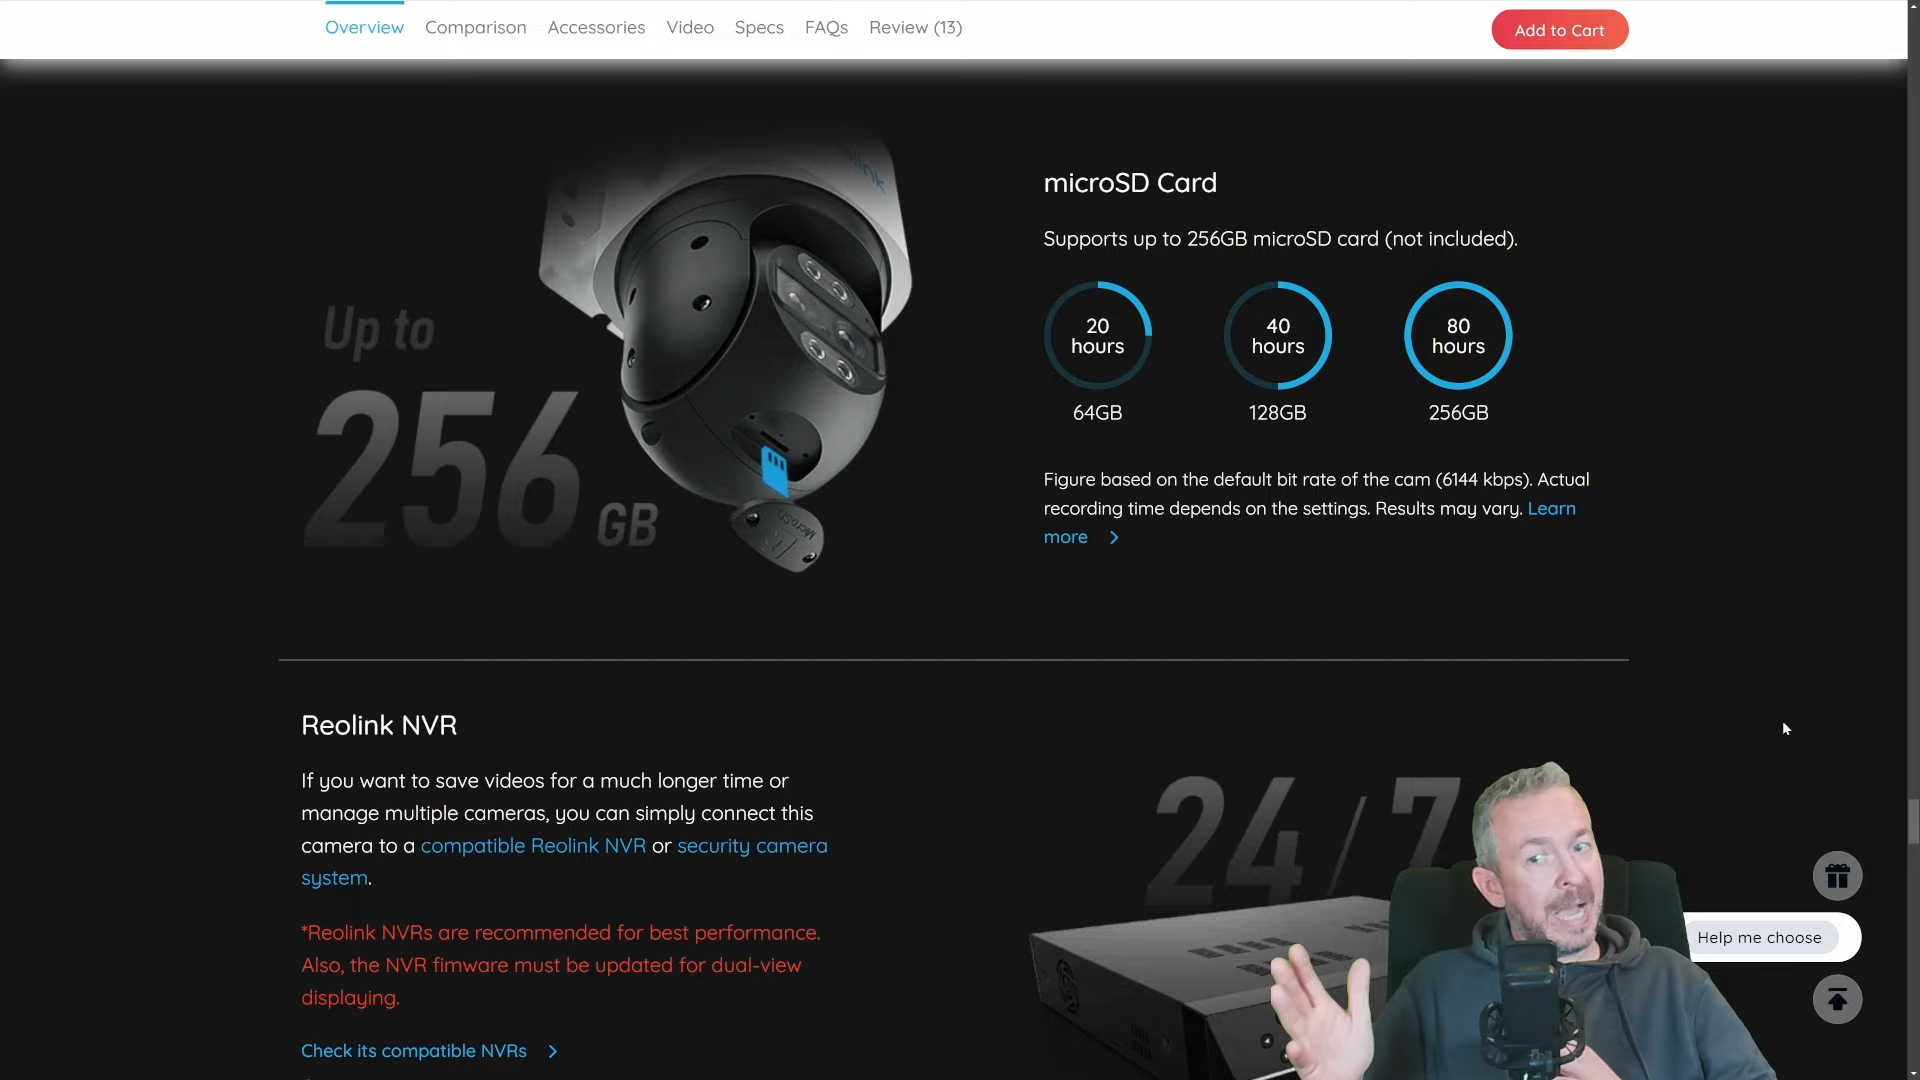 Overview Comparison Accessories Video Specs FAQs Review (13)
Add to Cart
Up to
256 GB
microSD Card
Supports up to 256GB microSD card (not included).
20 hours
64GB
40 hours
128GB
80 hours
256GB
Figure based on the default bit rate of the cam (6144 kbps). Actual
recording time depends on the settings. Results may vary. Learn
more
Reolink NVR
If you want to save videos for a much longer time or
manage multiple cameras, you can simply connect this
camera to a compatible Reolink NVR or security camera
system.
*Reolink NVRs are recommended for best performance.
Also, the NVR fimware must be updated for dual-view
displaying.
Check its compatible NVRs
24/7
Help me choose